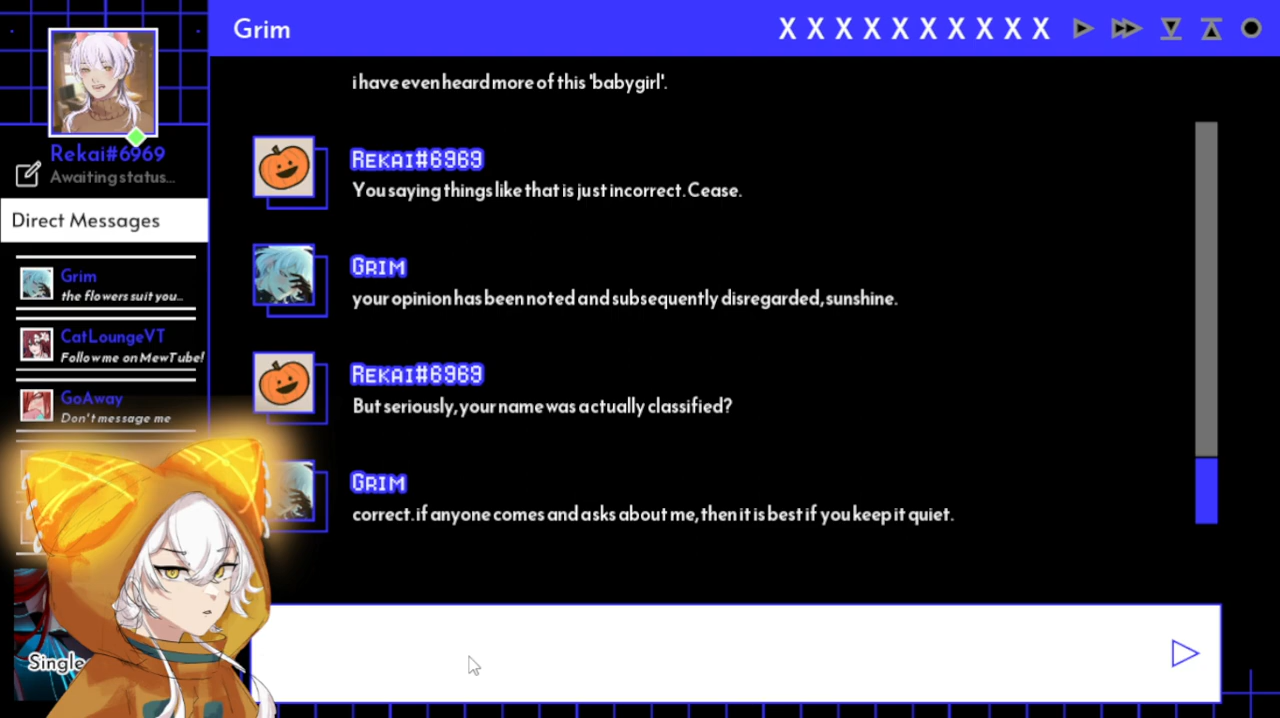 Grim
X X X X X X X X X X
Rekai#6969
Awaiting status...
Direct Messages
Grim
the flowers suit you...
CatLoungeVT
Follow me on MewTube!
GoAway
Don't message me
Single
i have even heard more of this 'babygirl'.
Rekai#6969
You saying things like that is just incorrect. Cease.
Grim
your opinion has been noted and subsequently disregarded, sunshine.
Rekai#6969
But seriously, your name was actually classified?
Grim
correct. if anyone comes and asks about me, then it is best if you keep it quiet.